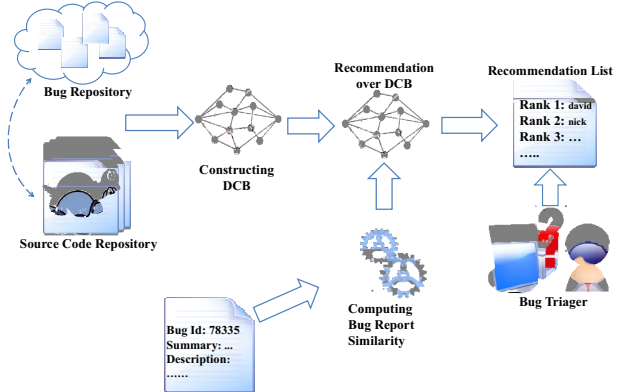 Bug Repository
Source Code Repository
Constructing
DCB
Recommendation
over DCB
Recommendation List
Rank 1: david
Rank 2: nick
Rank 3: ...
.....
Bug Triager
Computing
Bug Report
Similarity
Bug Id: 78335
Summary: ...
Description:
......